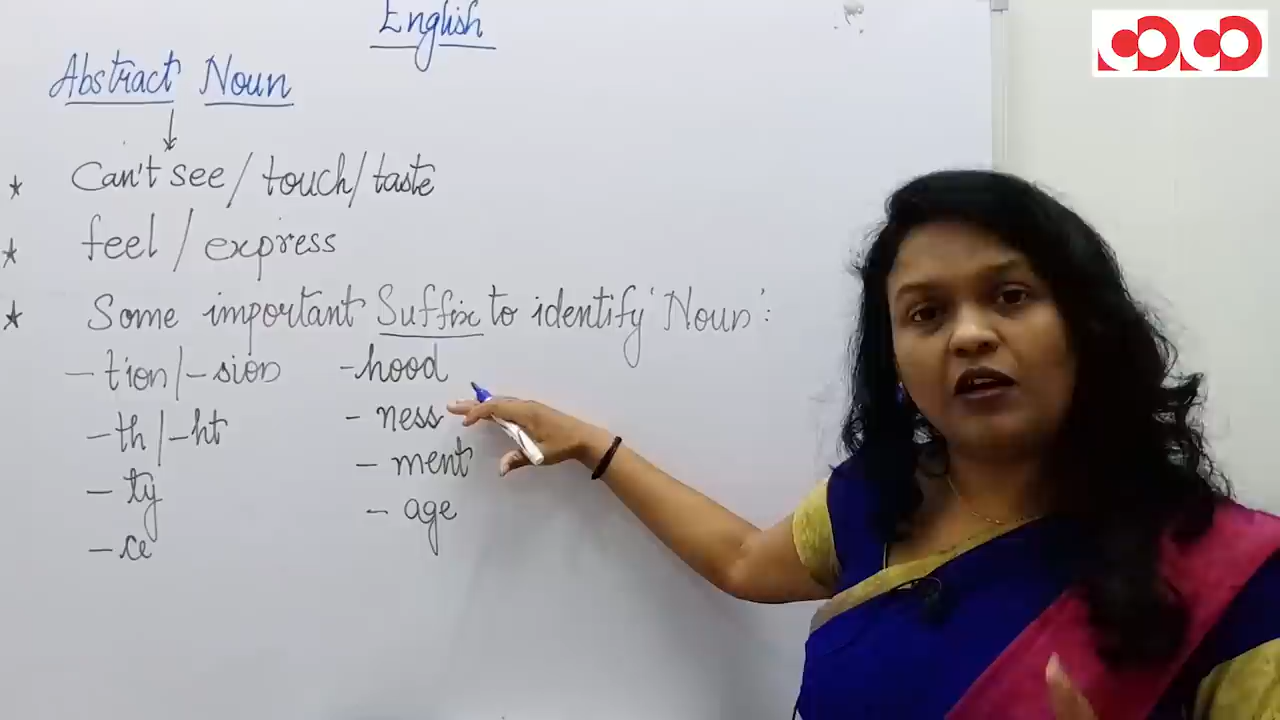 English
Abstract Noun
* Can't see / touch / taste
* feel / express
* Some important Suffix to identify 'Noun':
- tion / - sion
- th / - ht
- ty
- ce
- hood
- ness
- ment
- age